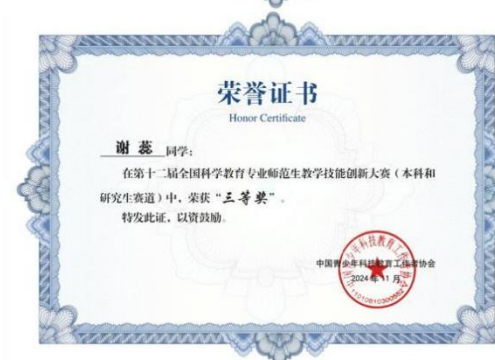 荣誉证书
Honor Certificate
谢蕊 同学：
在第十二届全国科学教育专业师范生教学技能创新大赛（本科和
研究生赛道）中，荣获“三等奖”。
特发此证，以资鼓励。
中国青少年科技教育工作者协会
2024年11月